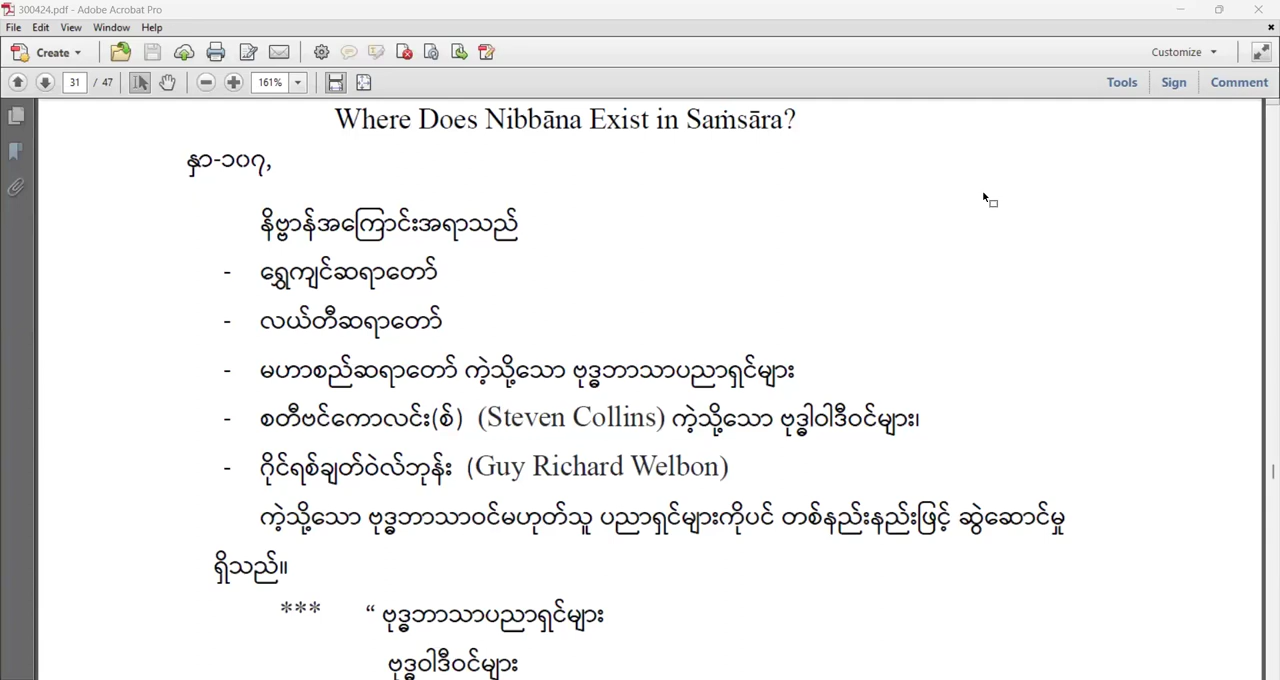 300424.pdf - Adobe Acrobat Pro
File Edit View Window Help
Create
Customize
31 / 47
161%
Tools Sign Comment
Where Does Nibbāna Exist in Saṁsāra?
နှာ-၁၀၇,
နိဗ္ဗာန်အကြောင်းအရာသည်
- ရွှေကျင်ဆရာတော်
- လယ်တီဆရာတော်
- မဟာစည်ဆရာတော် ကဲ့သို့သော ဗုဒ္ဓဘာသာပညာရှင်များ
- စတီဗင်ကောလင်း(စ်) (Steven Collins) ကဲ့သို့သော ဗုဒ္ဓါဝါဒီဝင်များ၊
- ဂိုင်ရစ်ချတ်ဝဲလ်ဘုန်း (Guy Richard Welbon)
ကဲ့သို့သော ဗုဒ္ဓဘာသာဝင်မဟုတ်သူ ပညာရှင်များကိုပင် တစ်နည်းနည်းဖြင့် ဆွဲဆောင်မှု
ရှိသည်။
*** “ ဗုဒ္ဓဘာသာပညာရှင်များ
ဗုဒ္ဓဝါဒီဝင်များ